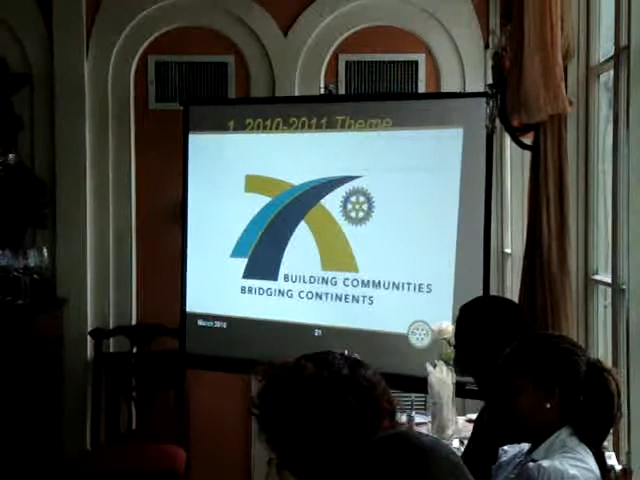 1. 2010-2011 Theme
BUILDING COMMUNITIES
BRIDGING CONTINENTS
March 2010
21